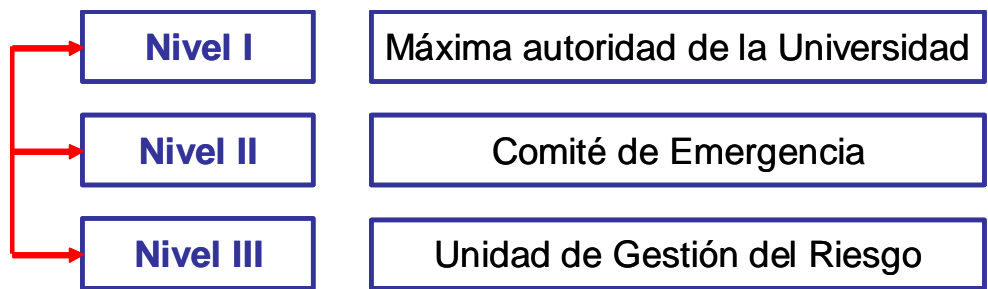 Nivel I
Máxima autoridad de la Universidad
Nivel II
Comité de Emergencia
Nivel III
Unidad de Gestión del Riesgo